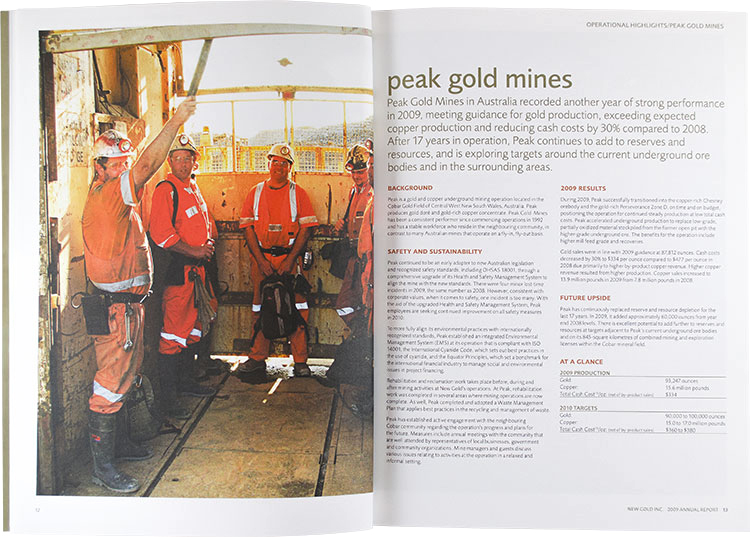 OPERATIONAL HIGHLIGHTS/PEAK GOLD MINES
peak gold mines
Peak Gold Mines in Australia recorded another year of strong performance
in 2009, meeting guidance for gold production, exceeding expected
copper production and reducing cash costs by 30% compared to 2008.
After 17 years in operation, Peak continues to add to reserves and
resources, and is exploring targets around the current underground ore
bodies and in the surrounding areas.
BACKGROUND
Peak is a gold and copper underground mining operation located in the
Cobar Gold Field of Central West New South Wales, Australia. Peak
produces gold doré and gold-rich copper concentrate. Peak Gold Mines
has been a consistent performer since commencing operations in 1992
and has a stable workforce who reside in the neighbouring community, in
contrast to many Australian mines that operate on a fly-in, fly-out basis.
SAFETY AND SUSTAINABILITY
Peak continued to be an early adopter to new Australian legislation
and recognized safety standards, including OHSAS 18001, through a
comprehensive upgrade of its Health and Safety Management System to
align the mine with the new standards. There were four minor lost time
incidents in 2009, the same number as 2008. However, consistent with
corporate values, when it comes to safety, one incident is too many. With
the aid of the upgraded Health and Safety Management System, Peak
employees are seeking continued improvement on all safety measures
in 2010.
To more fully align its environmental practices with internationally
recognized standards, Peak established an integrated Environmental
Management System (EMS) at its operation that is compliant with ISO
14001, the International Cyanide Code, which sets out best practices in
the use of cyanide, and the Equator Principles, which set a benchmark for
the international financial industry to manage social and environmental
issues in project financing.
Rehabilitation and reclamation work takes place before, during and
after mining activities at New Gold's operations. At Peak, rehabilitation
work was completed in several areas where mining operations are now
complete. As well, Peak completed and adopted a Waste Management
Plan that applies best practices in the recycling and management of waste.
Peak has established active engagement with the neighbouring
Cobar community regarding the operation's progress and plans for
the future. Measures include annual meetings with the community that
are well attended by representatives of local businesses, government
and community organizations. Mine managers and guests discuss
various issues relating to activities at the operation in a relaxed and
informal setting.
2009 RESULTS
During 2009, Peak successfully transitioned into the copper-rich Chesney
orebody and the gold-rich Perseverance Zone D, on time and on budget,
positioning the operation for continued steady production at low total cash
costs. Peak accelerated underground production to replace low-grade,
partially oxidized material stockpiled from the former open pit with the
higher-grade underground ore. The benefits for the operation include
higher mill feed grade and recoveries.
Gold sales were in line with 2009 guidance at 87,812 ounces. Cash costs
decreased by 30% to $334 per ounce compared to $477 per ounce in
2008 due primarily to higher by-product copper revenue. Higher copper
revenue resulted from higher production. Copper sales increased to
13.9 million pounds in 2009 from 7.8 million pounds in 2008.
FUTURE UPSIDE
Peak has continuously replaced reserve and resource depletion for the
last 17 years. In 2009, it added approximately 60,000 ounces from year
end 2008 levels. There is excellent potential to add further to reserves and
resources at targets adjacent to Peak's current underground ore bodies
and on its 845 square kilometres of combined mining and exploration
licenses within the Cobar mineral field.
AT A GLANCE
2009 PRODUCTION
Gold: 93,247 ounces
Copper: 15.6 million pounds
Total Cash Cost /oz. (net of by-product sales): $334
2010 TARGETS
Gold: 90,000 to 100,000 ounces
Copper: 15.0 to 17.0 million pounds
Total Cash Cost /oz. (net of by-product sales): $360 to $380
12
NEW GOLD INC. 2009 ANNUAL REPORT 13